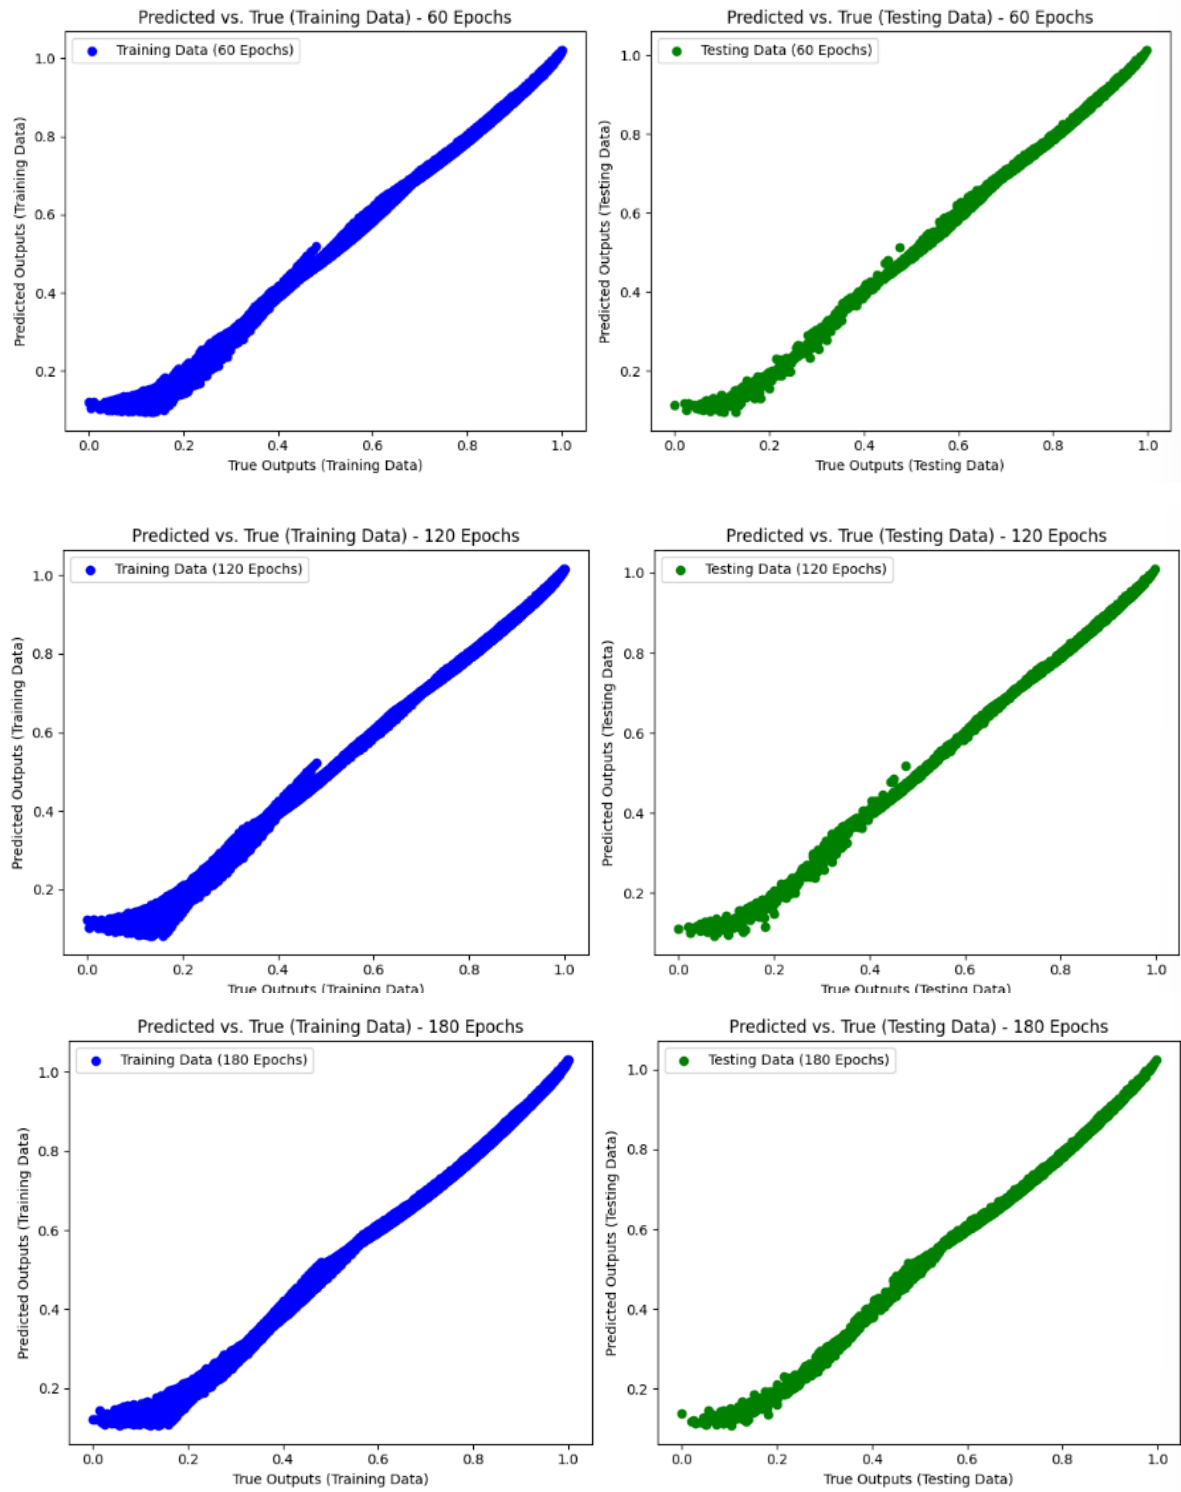 Predicted vs. True (Training Data) - 60 Epochs
Training Data (60 Epochs)
Predicted Outputs (Training Data)
1.0
0.8
0.6
0.4
0.2
0.0 0.2 0.4 0.6 0.8 1.0
True Outputs (Training Data)
Predicted vs. True (Testing Data) - 60 Epochs
Testing Data (60 Epochs)
Predicted Outputs (Testing Data)
1.0
0.8
0.6
0.4
0.2
0.0 0.2 0.4 0.6 0.8 1.0
True Outputs (Testing Data)
Predicted vs. True (Training Data) - 120 Epochs
Training Data (120 Epochs)
Predicted Outputs (Training Data)
1.0
0.8
0.6
0.4
0.2
0.0 0.2 0.4 0.6 0.8 1.0
True Outputs (Training Data)
Predicted vs. True (Testing Data) - 120 Epochs
Testing Data (120 Epochs)
Predicted Outputs (Testing Data)
1.0
0.8
0.6
0.4
0.2
0.0 0.2 0.4 0.6 0.8 1.0
True Outputs (Testing Data)
Predicted vs. True (Training Data) - 180 Epochs
Training Data (180 Epochs)
Predicted Outputs (Training Data)
1.0
0.8
0.6
0.4
0.2
0.0 0.2 0.4 0.6 0.8 1.0
True Outputs (Training Data)
Predicted vs. True (Testing Data) - 180 Epochs
Testing Data (180 Epochs)
Predicted Outputs (Testing Data)
1.0
0.8
0.6
0.4
0.2
0.0 0.2 0.4 0.6 0.8 1.0
True Outputs (Testing Data)